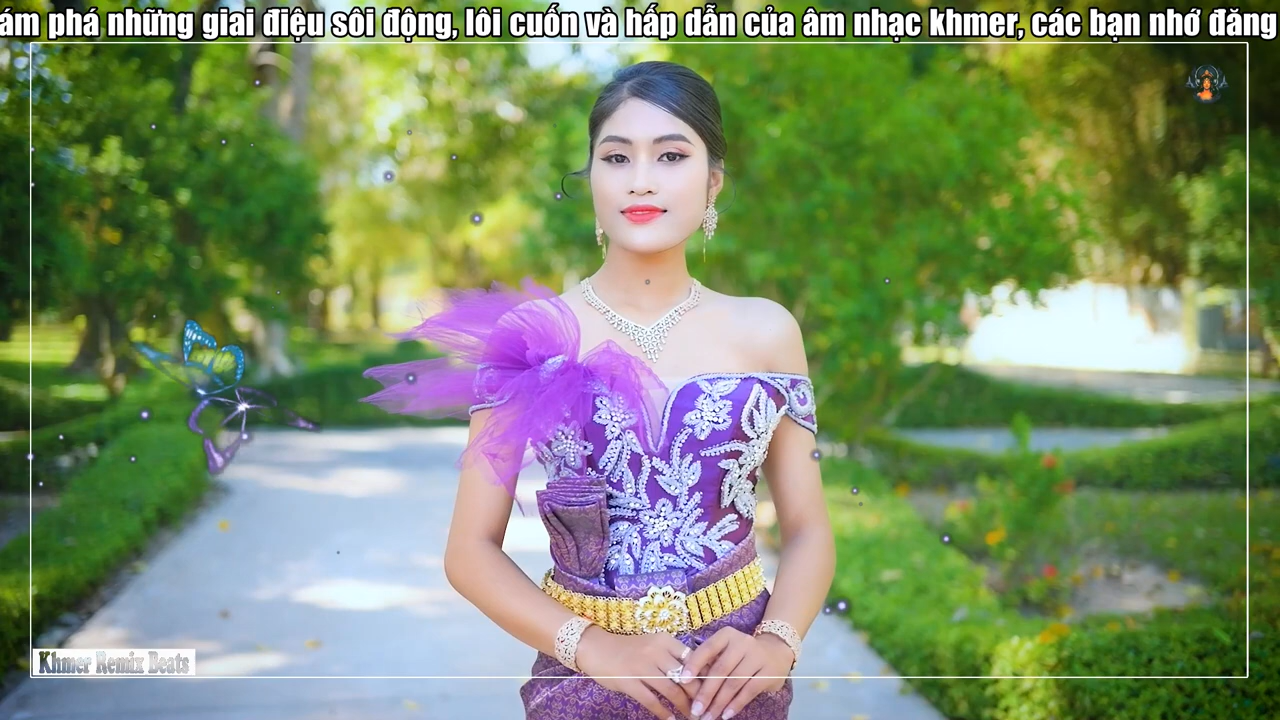 ám phá những giai điệu sôi động, lôi cuốn và hấp dẫn của âm nhạc khmer, các bạn nhớ đăng
Khmer Remix Beats